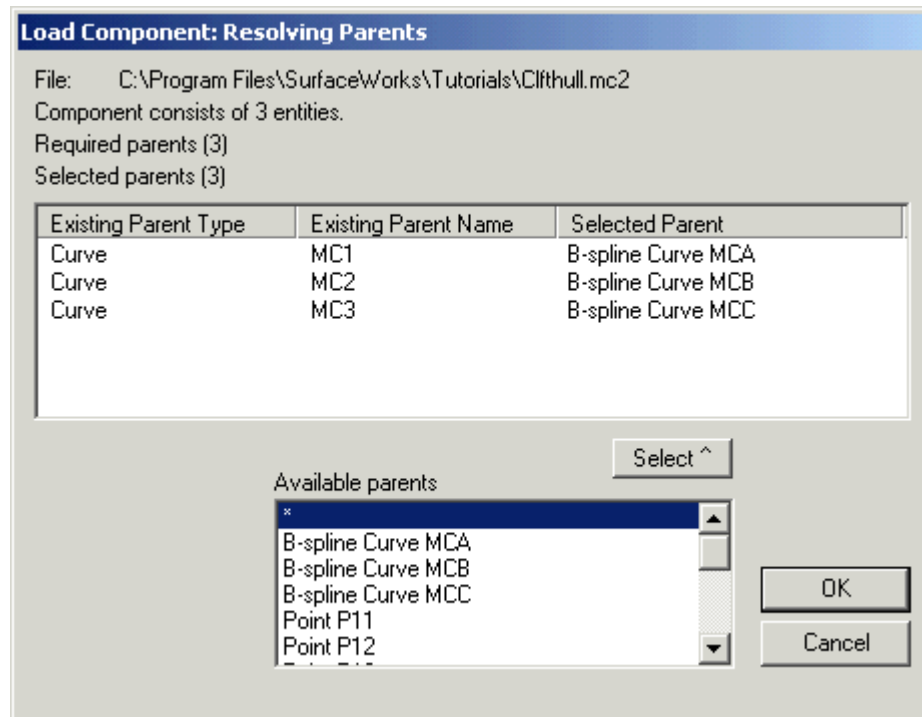 Load Component: Resolving Parents
File: C:\Program Files\SurfaceWorks\Tutorials\Clfthull.mc2
Component consists of 3 entities.
Required parents (3)
Selected parents (3)
Existing Parent Type Existing Parent Name Selected Parent
Curve MC1 B-spline Curve MCA
Curve MC2 B-spline Curve MCB
Curve MC3 B-spline Curve MCC
Select ^
Available parents
*
B-spline Curve MCA
B-spline Curve MCB
B-spline Curve MCC
Point P11
Point P12
OK
Cancel